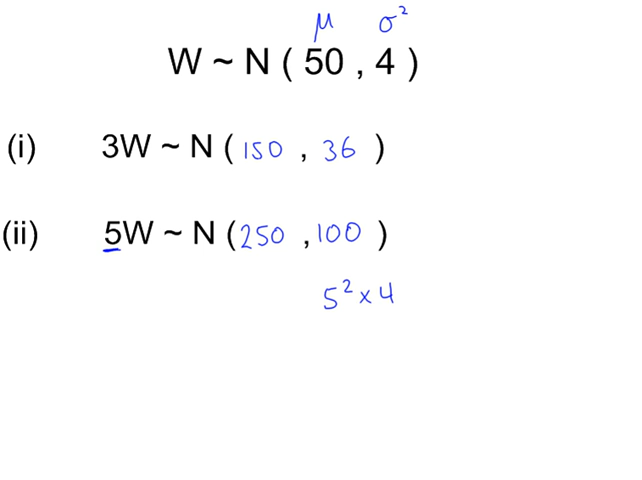 μ σ²
W ~ N ( 50 , 4 )
(i) 3W ~ N ( 150 , 36 )
(ii) 5W ~ N ( 250 , 100 )
5² x 4